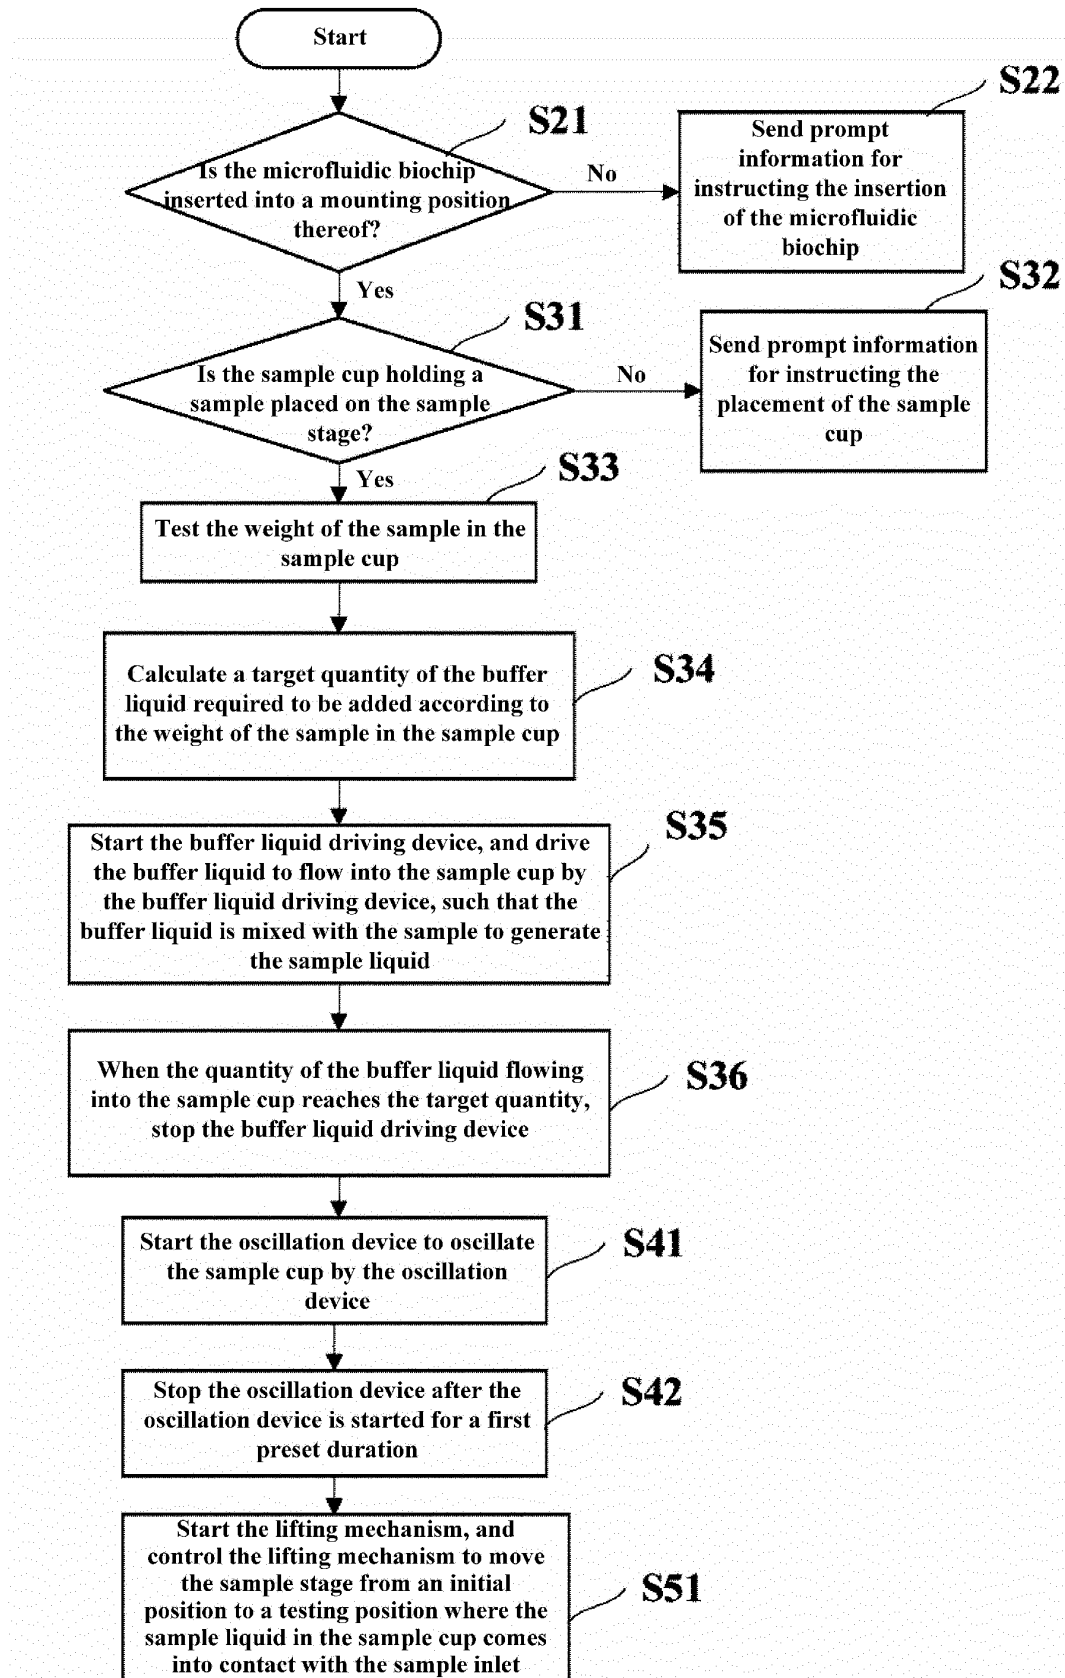 Start
S21
Is the microfluidic biochip
inserted into a mounting position
thereof?
No
S22
Send prompt
information for
instructing the insertion
of the microfluidic
biochip
Yes
S31
Is the sample cup holding a
sample placed on the sample
stage?
No
S32
Send prompt information
for instructing the
placement of the sample
cup
Yes
S33
Test the weight of the sample in the
sample cup
S34
Calculate a target quantity of the buffer
liquid required to be added according to
the weight of the sample in the sample cup
S35
Start the buffer liquid driving device, and drive
the buffer liquid to flow into the sample cup by
the buffer liquid driving device, such that the
buffer liquid is mixed with the sample to generate
the sample liquid
S36
When the quantity of the buffer liquid flowing
into the sample cup reaches the target quantity,
stop the buffer liquid driving device
S41
Start the oscillation device to oscillate
the sample cup by the oscillation
device
S42
Stop the oscillation device after the
oscillation device is started for a first
preset duration
S51
Start the lifting mechanism, and
control the lifting mechanism to move
the sample stage from an initial
position to a testing position where the
sample liquid in the sample cup comes
into contact with the sample inlet